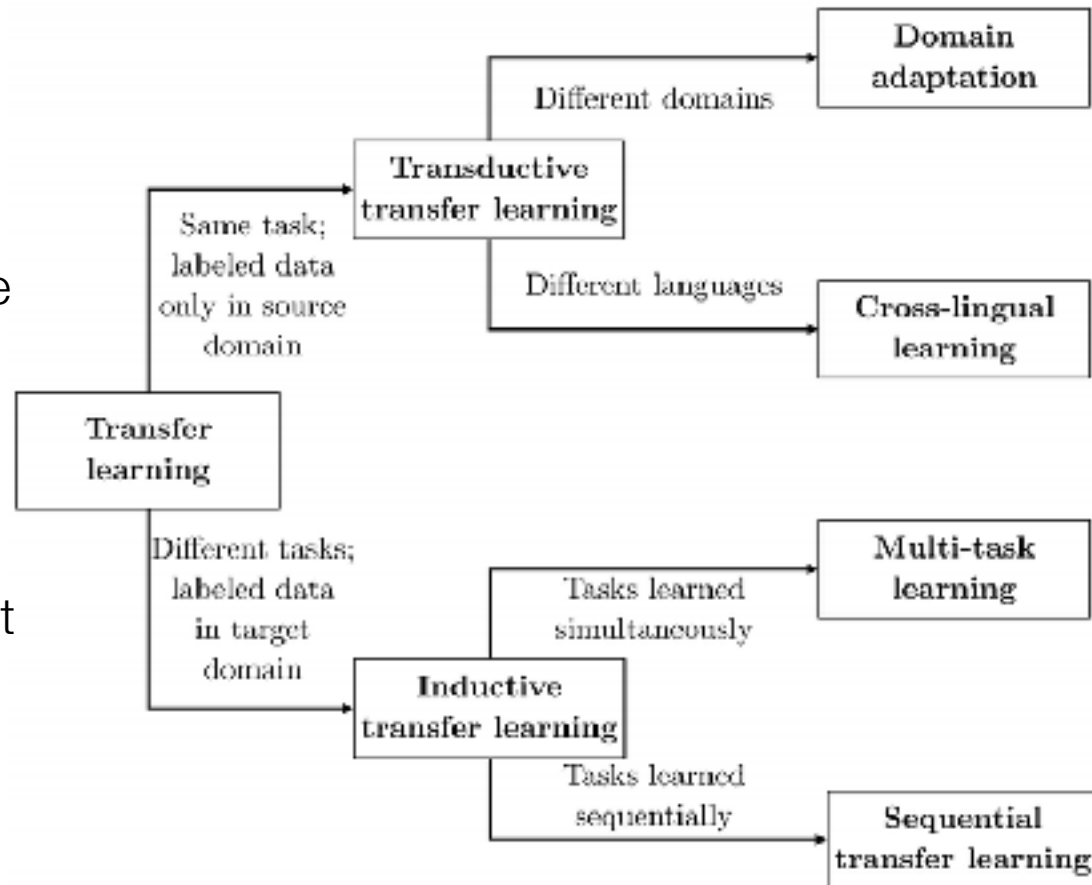 Domain
adaptation
Different domains
Transductive
transfer learning
Same task;
labeled data
only in source
domain
e
Different languages
Cross-lingual
learning
Transfer
learning
Different tasks;
labeled data
in target
domain
t
Multi-task
learning
Tasks learned
simultaneously
Inductive
transfer learning
Tasks learned
sequentially
Sequential
transfer learning